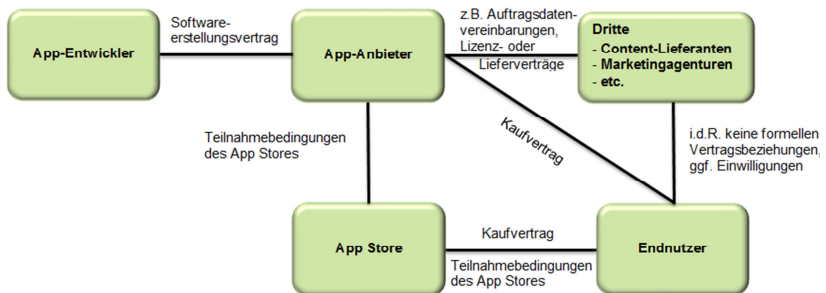 Software-
erstellungsvertrag
App-Entwickler
App-Anbieter
z.B. Auftragsdaten-
vereinbarungen,
Lizenz- oder
Lieferverträge
Dritte
- Content-Lieferanten
- Marketingagenturen
- etc.
Teilnahmebedingungen
des App Stores
Kaufvertrag
i.d.R. keine formellen
Vertragsbeziehungen,
ggf. Einwilligungen
App Store
Kaufvertrag
Teilnahmebedingungen
des App Stores
Endnutzer